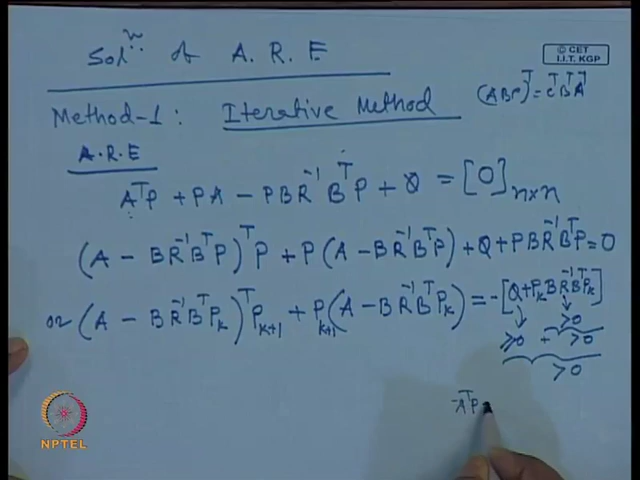 Solⁿ of A. R. E
© CET
I.I.T. KGP
Method-1: Iterative Method
(ABC)ᵀ = CᵀBᵀAᵀ
A.R.E
AᵀP + PA − PBR⁻¹BᵀP + Q = [0]n×n
(A − BR⁻¹BᵀP)ᵀP + P(A − BR⁻¹BᵀP) + Q + PBR⁻¹BᵀP = 0
or (A − BR⁻¹BᵀPk)ᵀPk+1 + Pk+1(A − BR⁻¹BᵀPk) = −[Q + PkBR⁻¹BᵀPk]
>0
≥0 + >0
>0
−AᵀP
NPTEL